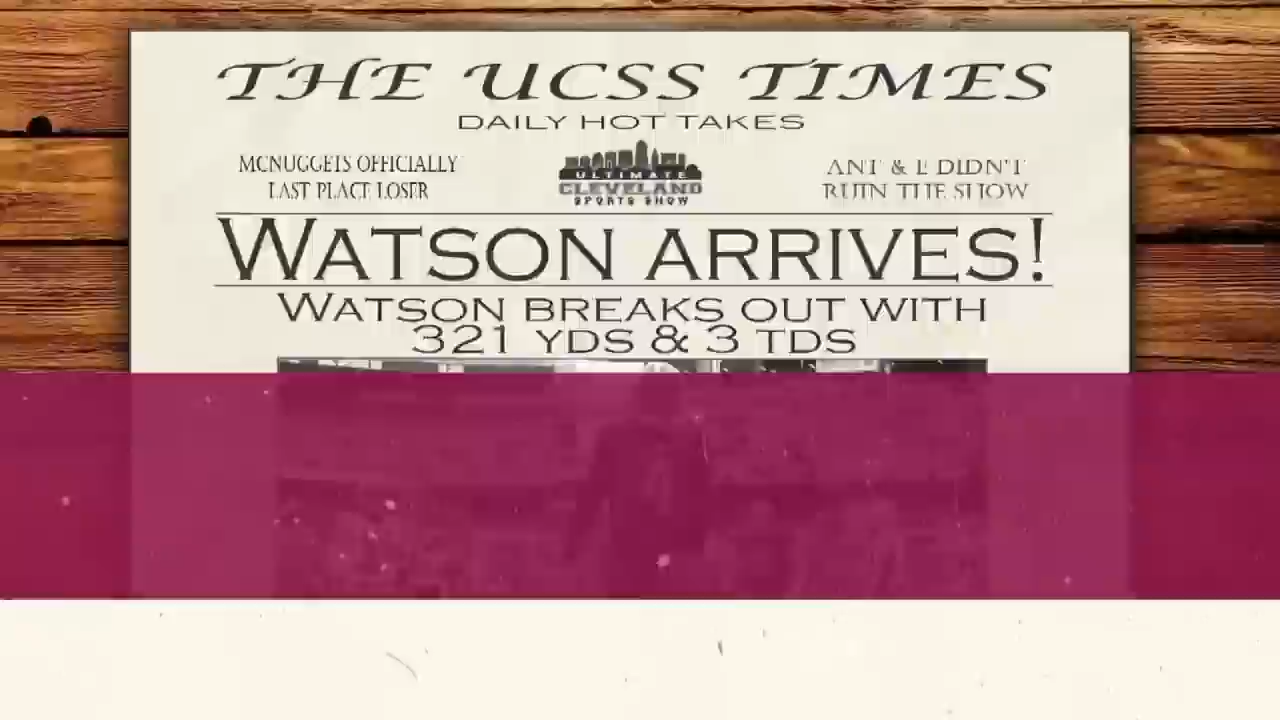 THE UCSS TIMES
DAILY HOT TAKES
MCNUGGETS OFFICIALLY
LAST PLACE LOSER
ULTIMATE
CLEVELAND
SPORTS SHOW
ANT & E DIDN'T
RUIN THE SHOW
WATSON ARRIVES!
WATSON BREAKS OUT WITH
321 YDS & 3 TDS